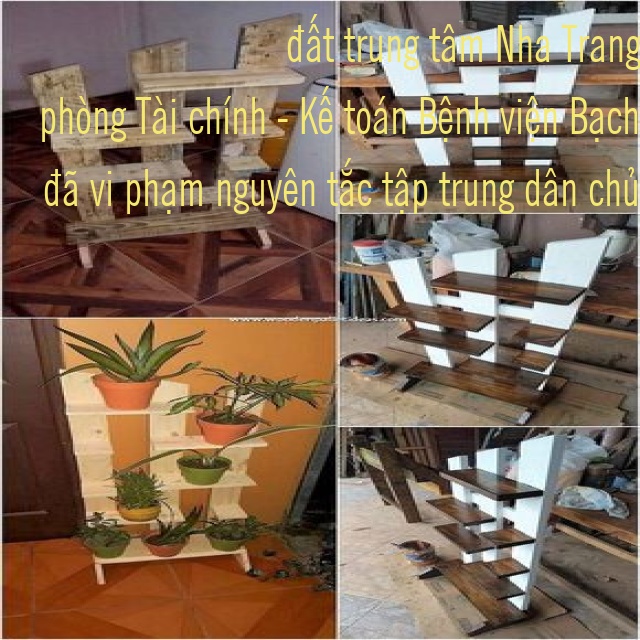 đất trung tâm Nha Trang
phòng Tài chính - Kế toán Bệnh viện Bạch
đã vi phạm nguyên tắc tập trung dân chủ